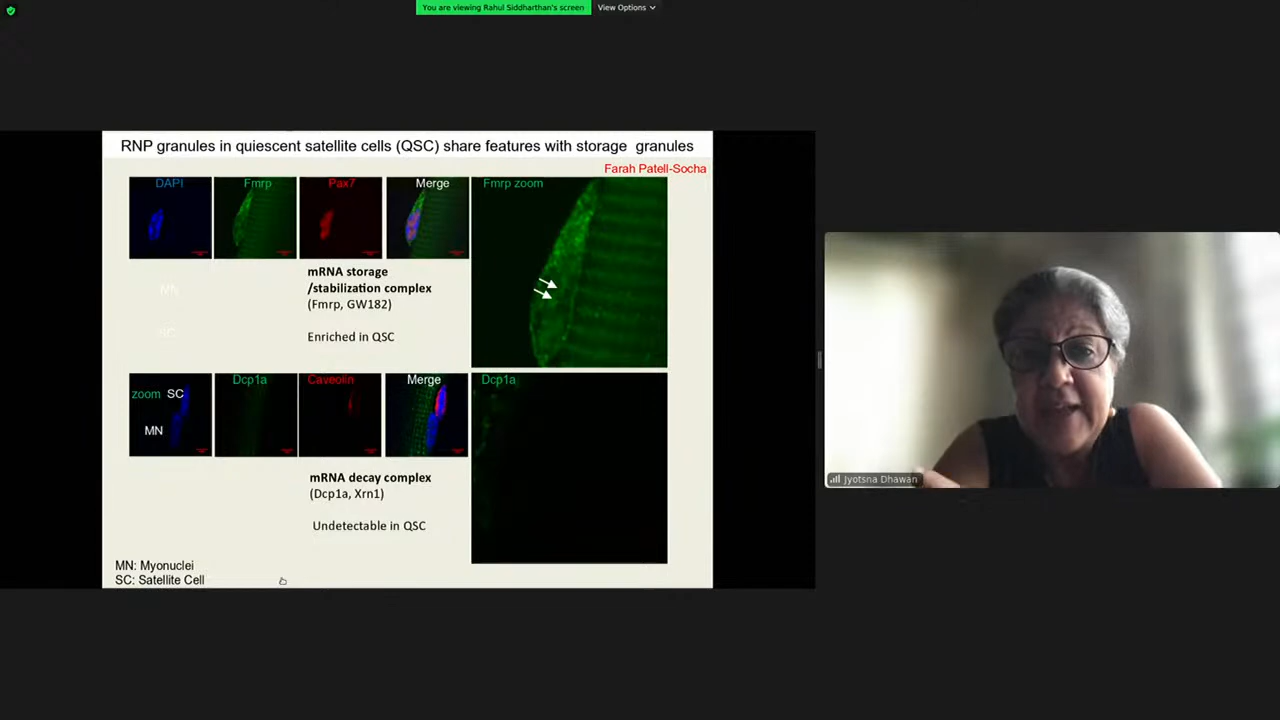 You are viewing Rahul Siddharthan's screen
View Options
RNP granules in quiescent satellite cells (QSC) share features with storage granules
Farah Patell-Socha
DAPI
Fmrp
Pax7
Merge
Fmrp zoom
MN
SC
mRNA storage
/stabilization complex
(Fmrp, GW182)
Enriched in QSC
zoom SC
MN
Dcp1a
Caveolin
Merge
Dcp1a
mRNA decay complex
(Dcp1a, Xrn1)
Undetectable in QSC
MN: Myonuclei
SC: Satellite Cell
Jyotsna Dhawan